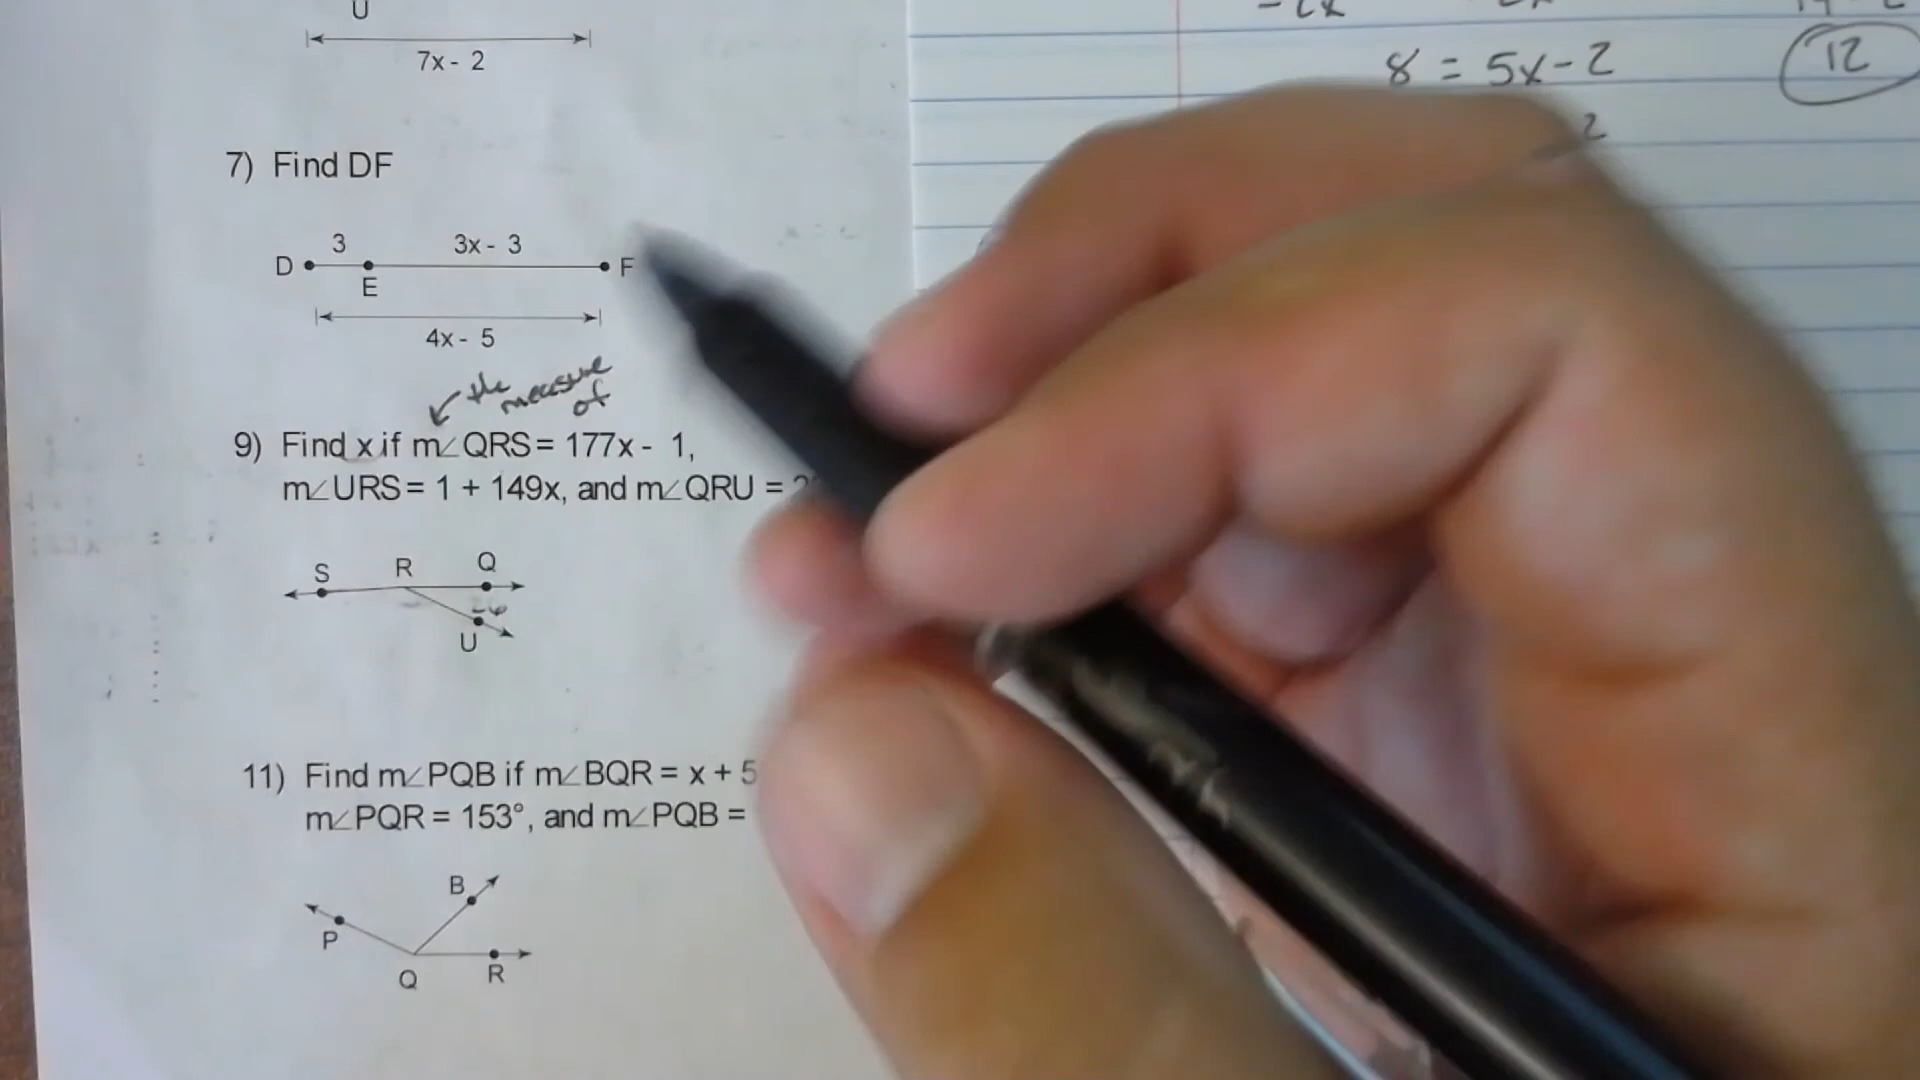 U
7x - 2
8 = 5x - 2
12
2
7) Find DF
3
3x - 3
D
E
F
4x - 5
the measure of
9) Find x if m∠QRS = 177x - 1,
m∠URS = 1 + 149x, and m∠QRU =
S
R
Q
U
11) Find m∠PQB if m∠BQR = x + 5
m∠PQR = 153°, and m∠PQB =
B
P
Q
R